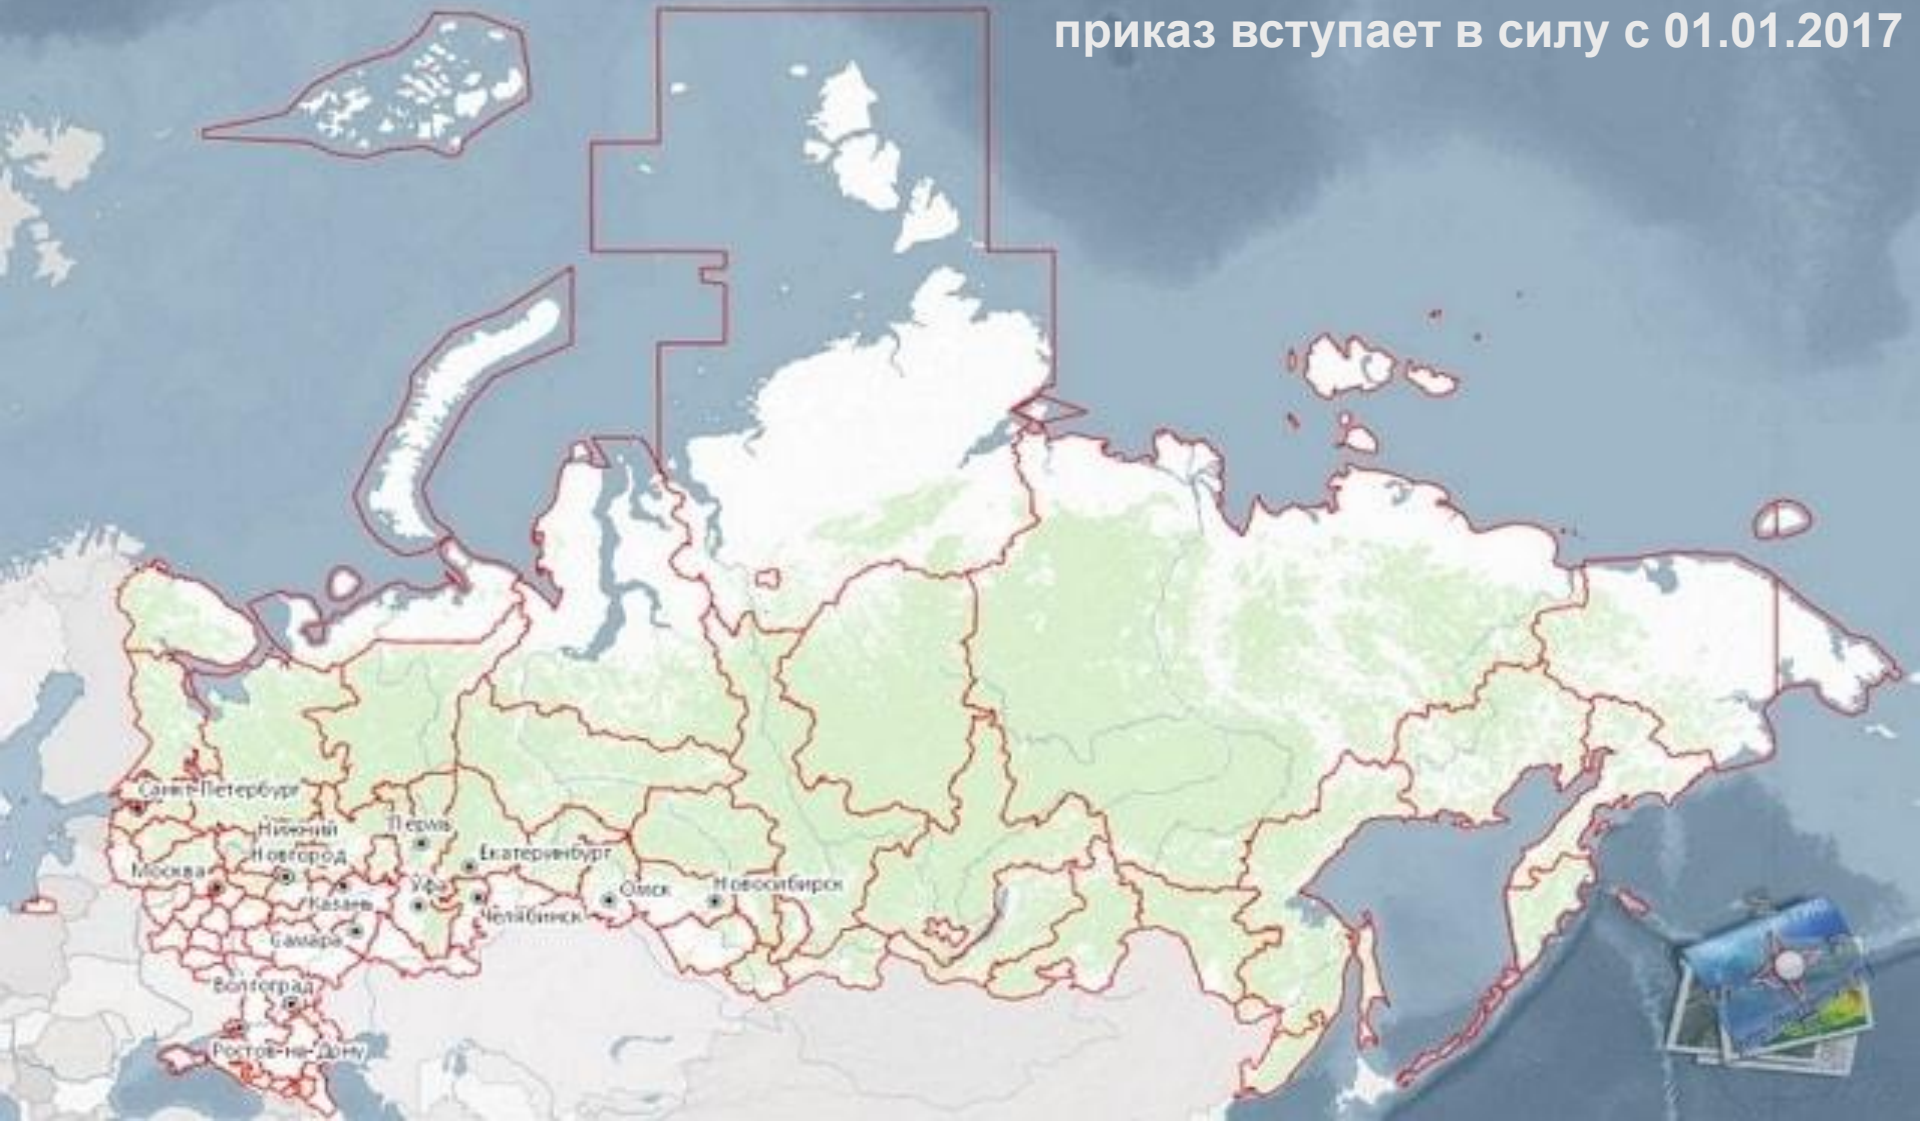 приказ вступает в силу с 01.01.2017
Санкт-Петербург
Нижний
Новгород
Пермь
Москва
Екатеринбург
Казань
Уфа
Омск
Новосибирск
Челябинск
Самара
Волгоград
Ростов-на-Дону